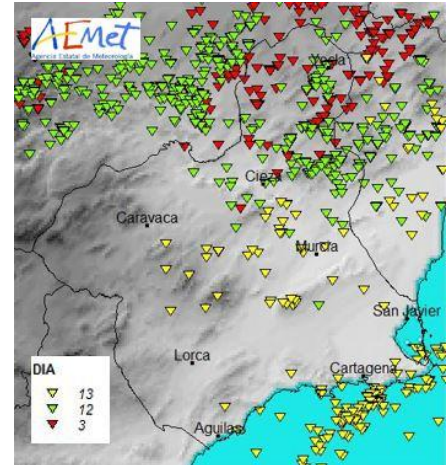 AEmet
Agencia Estatal de Meteorología
Yecla
Cieza
Caravaca
Murcia
San Javier
Lorca
Cartagena
Aguilas
DIA
13
12
3